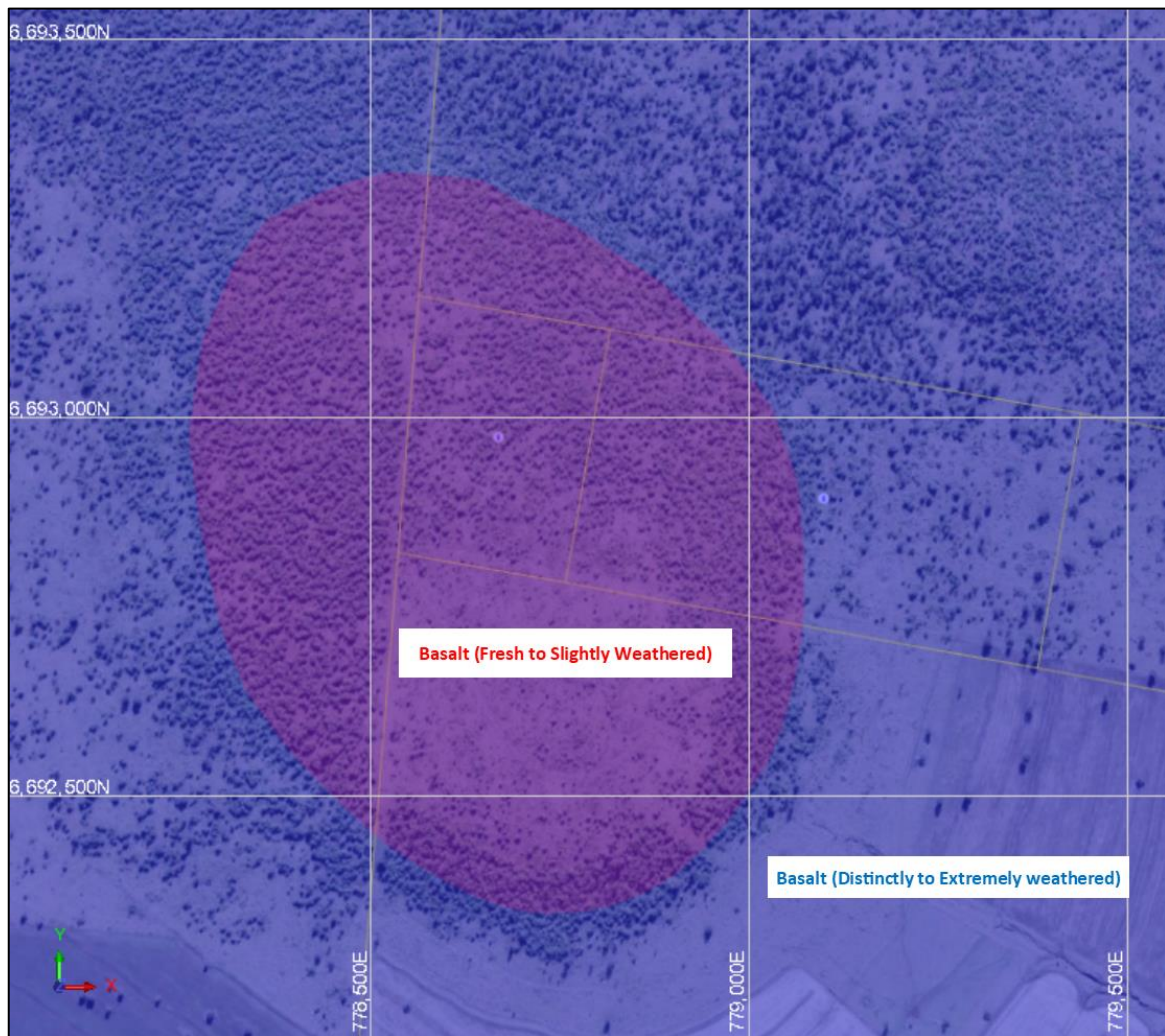 6,693,500N
6,693,000N
Basalt (Fresh to Slightly Weathered)
6,692,500N
Basalt (Distinctly to Extremely weathered)
Y
X
778,500E
779,000E
779,500E